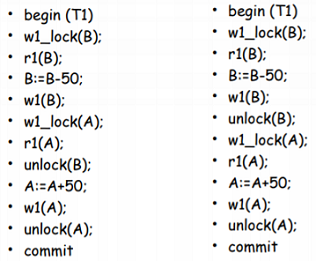 • begin (T1)
• w1_lock(B);
• r1(B);
• B:=B-50;
• w1(B);
• w1_lock(A);
• r1(A);
• unlock(B);
• A:=A+50;
• w1(A);
• unlock(A);
• commit
• begin (T1)
• w1_lock(B);
• r1(B);
• B:=B-50;
• w1(B);
• unlock(B);
• w1_lock(A);
• r1(A);
• A:=A+50;
• w1(A);
• unlock(A);
• commit